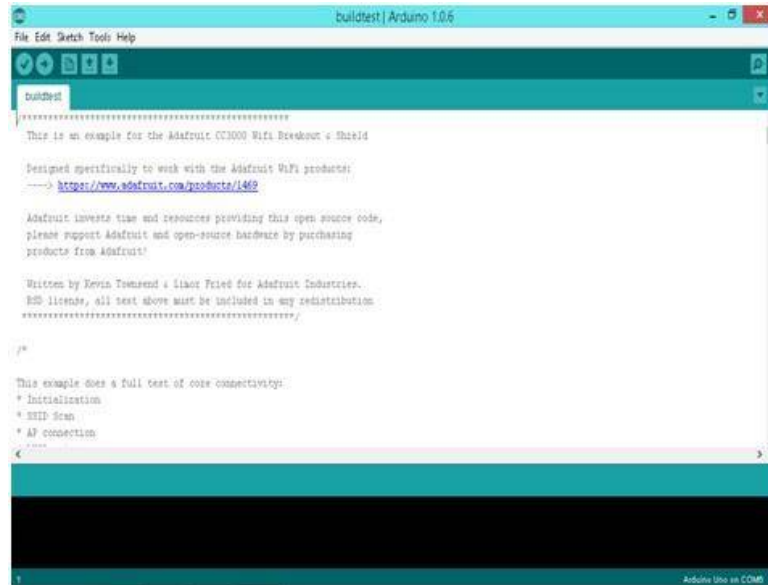 buildtest | Arduino 1.0.6
File Edit Sketch Tools Help
buildtest
/***************************************************
This is an example for the Adafruit CC3000 Wifi Breakout & Shield
Designed specifically to work with the Adafruit WiFi products:
----> https://www.adafruit.com/products/1469
Adafruit invests time and resources providing this open source code,
please support Adafruit and open-source hardware by purchasing
products from Adafruit!
Written by Kevin Townsend & Limor Fried for Adafruit Industries.
BSD license, all text above must be included in any redistribution
****************************************************/
/*
This example does a full test of core connectivity:
* Initialization
* SSID Scan
* AP connection
1
Arduino Uno on COM8